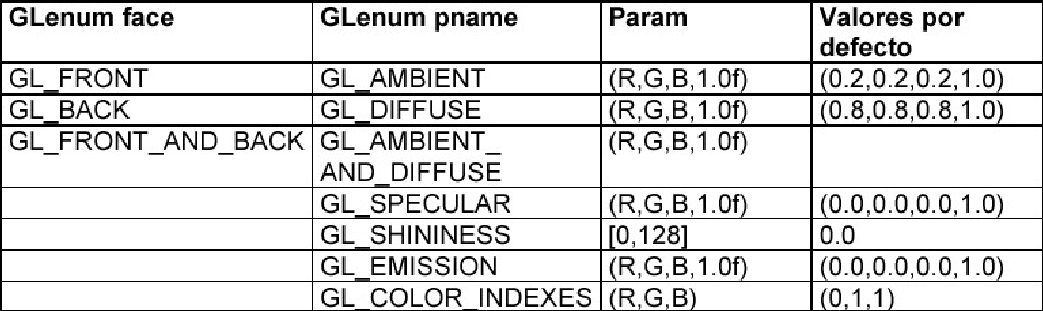 GLenum face GLenum pname Param Valores por defecto
GL_FRONT GL_AMBIENT (R,G,B,1.0f) (0.2,0.2,0.2,1.0)
GL_BACK GL_DIFFUSE (R,G,B,1.0f) (0.8,0.8,0.8,1.0)
GL_FRONT_AND_BACK GL_AMBIENT_ (R,G,B,1.0f)
AND_DIFFUSE
GL_SPECULAR (R,G,B,1.0f) (0.0,0.0,0.0,1.0)
GL_SHININESS [0,128] 0.0
GL_EMISSION (R,G,B,1.0f) (0.0,0.0,0.0,1.0)
GL_COLOR_INDEXES (R,G,B) (0,1,1)